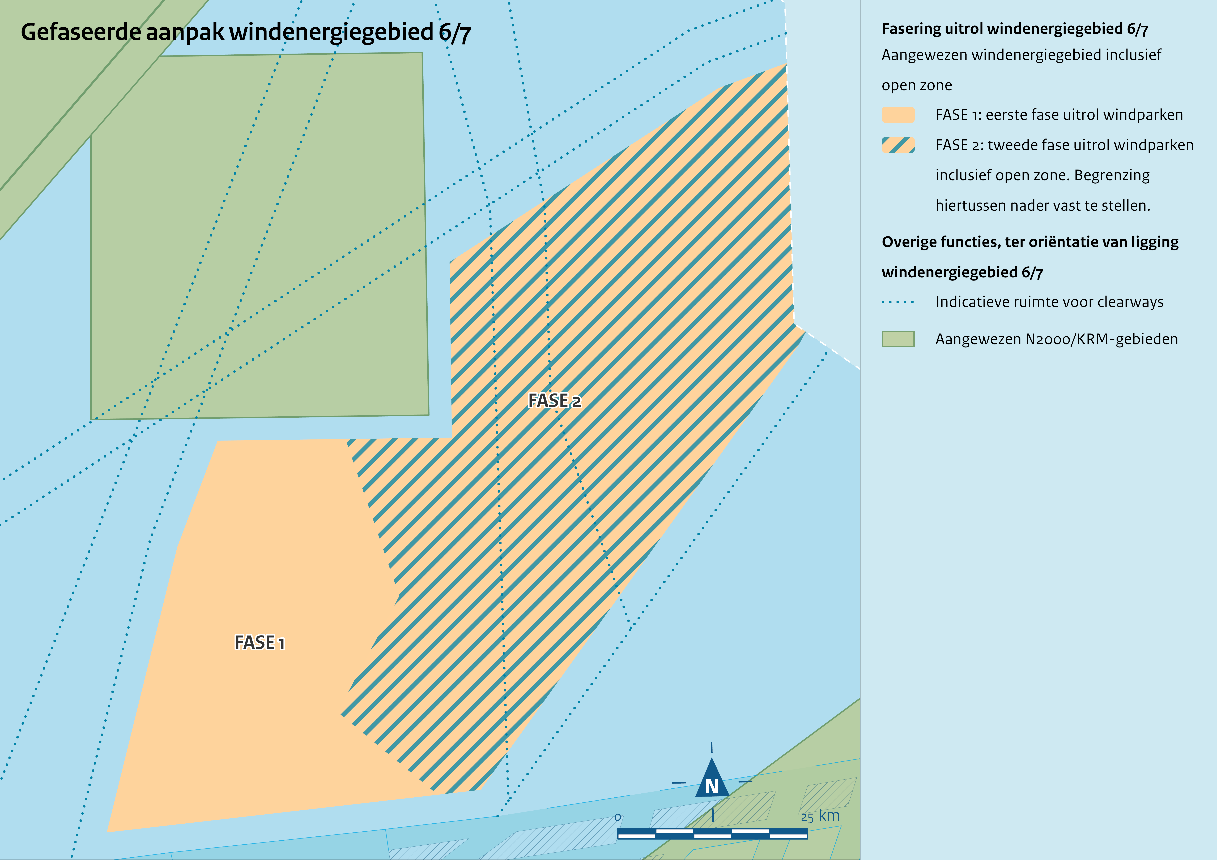 Gefaseerde aanpak windenergiegebied 6/7
FASE 2
FASE 1
N
0
25 km
Fasering uitrol windenergiegebied 6/7
Aangewezen windenergiegebied inclusief
open zone
FASE 1: eerste fase uitrol windparken
FASE 2: tweede fase uitrol windparken
inclusief open zone. Begrenzing
hiertussen nader vast te stellen.
Overige functies, ter oriëntatie van ligging
windenergiegebied 6/7
Indicatieve ruimte voor clearways
Aangewezen N2000/KRM-gebieden